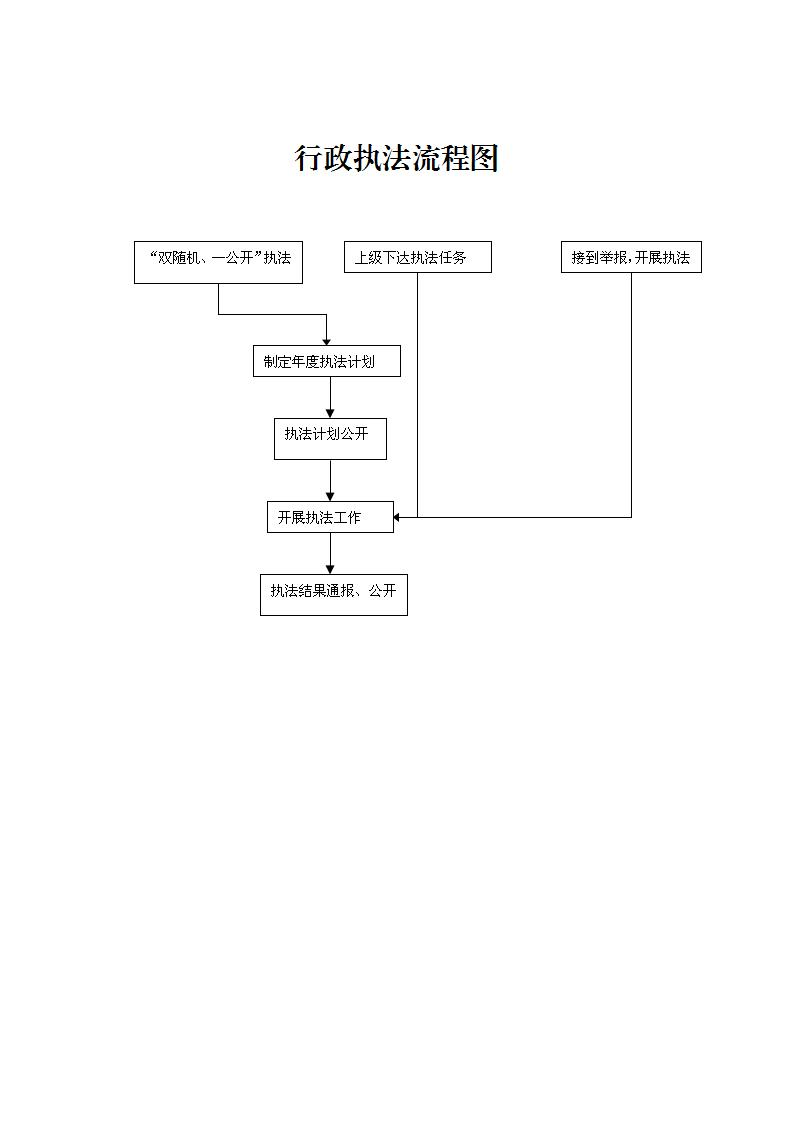 行政执法流程图
“双随机、一公开”执法
上级下达执法任务
接到举报,开展执法
制定年度执法计划
执法计划公开
开展执法工作
执法结果通报、公开